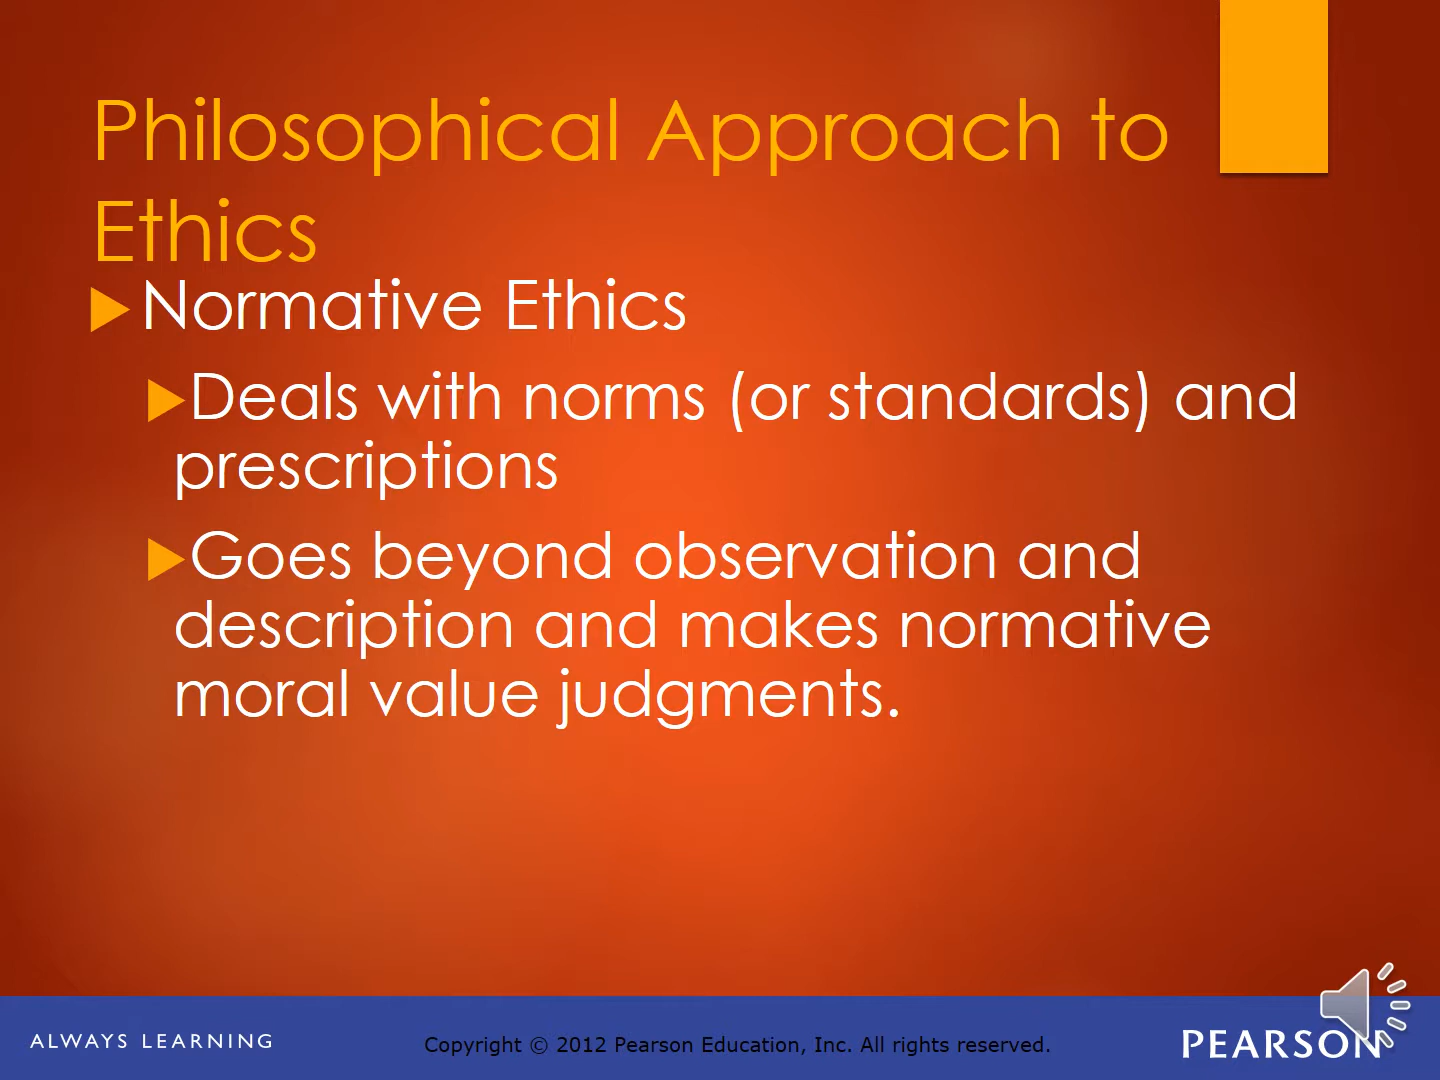 Philosophical Approach to
Ethics
Normative Ethics
Deals with norms (or standards) and
prescriptions
Goes beyond observation and
description and makes normative
moral value judgments.
ALWAYS LEARNING
Copyright © 2012 Pearson Education, Inc. All rights reserved.
PEARSON